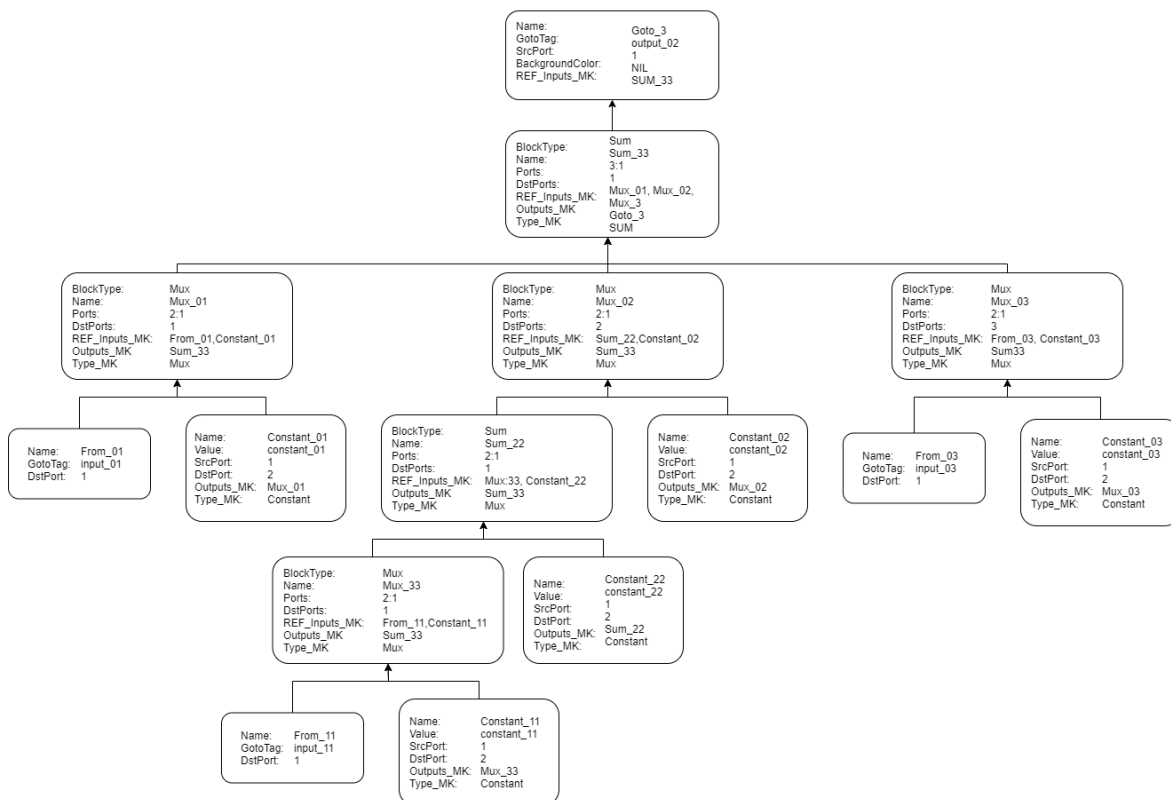 Name: Goto_3
GotoTag: output_02
SrcPort: 1
BackgroundColor: NIL
REF_Inputs_MK: SUM_33
BlockType: Sum
Name: Sum_33
Ports: 3:1
DstPorts: 1
REF_Inputs_MK: Mux_01, Mux_02,
Mux_3
Outputs_MK Goto_3
Type_MK SUM
BlockType: Mux
Name: Mux_01
Ports: 2:1
DstPorts: 1
REF_Inputs_MK: From_01,Constant_01
Outputs_MK Sum_33
Type_MK Mux
BlockType: Mux
Name: Mux_02
Ports: 2:1
DstPorts: 2
REF_Inputs_MK: Sum_22,Constant_02
Outputs_MK Sum_33
Type_MK Mux
BlockType: Mux
Name: Mux_03
Ports: 2:1
DstPorts: 3
REF_Inputs_MK: From_03, Constant_03
Outputs_MK Sum33
Type_MK Mux
Name: From_01
GotoTag: input_01
DstPort: 1
Name: Constant_01
Value: constant_01
SrcPort: 1
DstPort: 2
Outputs_MK: Mux_01
Type_MK: Constant
BlockType: Sum
Name: Sum_22
Ports: 2:1
DstPorts: 1
REF_Inputs_MK: Mux:33, Constant_22
Outputs_MK Sum_33
Type_MK Mux
Name: Constant_02
Value: constant_02
SrcPort: 1
DstPort: 2
Outputs_MK: Mux_02
Type_MK: Constant
Name: From_03
GotoTag: input_03
DstPort: 1
Name: Constant_03
Value: constant_03
SrcPort: 1
DstPort: 2
Outputs_MK: Mux_03
Type_MK: Constant
BlockType: Mux
Name: Mux_33
Ports: 2:1
DstPorts: 1
REF_Inputs_MK: From_11,Constant_11
Outputs_MK Sum_33
Type_MK Mux
Name: Constant_22
Value: constant_22
SrcPort: 1
DstPort: 2
Outputs_MK: Sum_22
Type_MK: Constant
Name: From_11
GotoTag: input_11
DstPort: 1
Name: Constant_11
Value: constant_11
SrcPort: 1
DstPort: 2
Outputs_MK: Mux_33
Type_MK: Constant